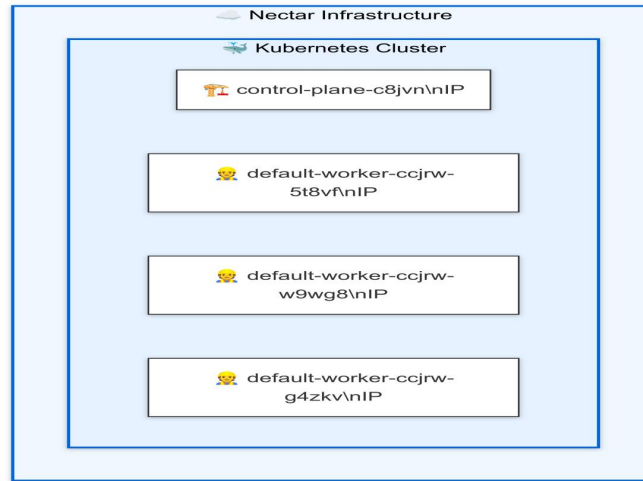 ☁️ Nectar Infrastructure
🐳 Kubernetes Cluster
🏗️ control-plane-c8jvn\nIP
👷 default-worker-ccjrw-
5t8vf\nIP
👷 default-worker-ccjrw-
w9wg8\nIP
👷 default-worker-ccjrw-
g4zkv\nIP